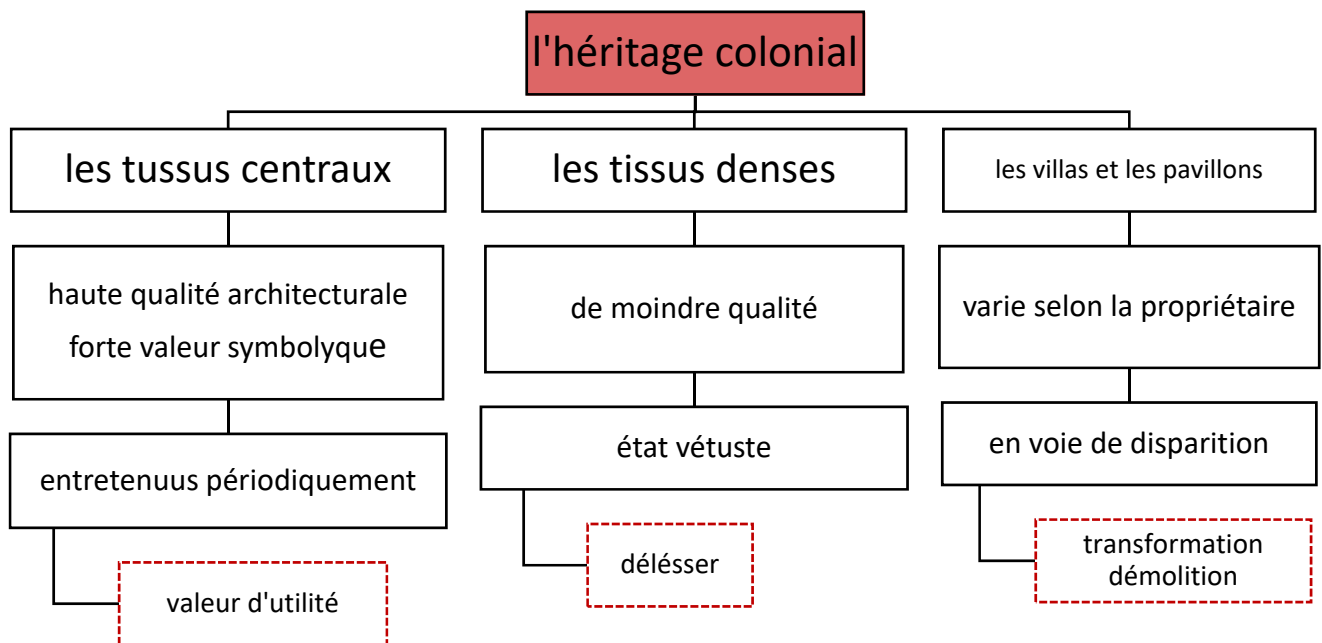 l'héritage colonial
les tussus centraux
les tissus denses
les villas et les pavillons
haute qualité architecturale
forte valeur symbolyque
de moindre qualité
varie selon la propriétaire
entretenuus périodiquement
état vétuste
en voie de disparition
valeur d'utilité
délésser
transformation
démolition